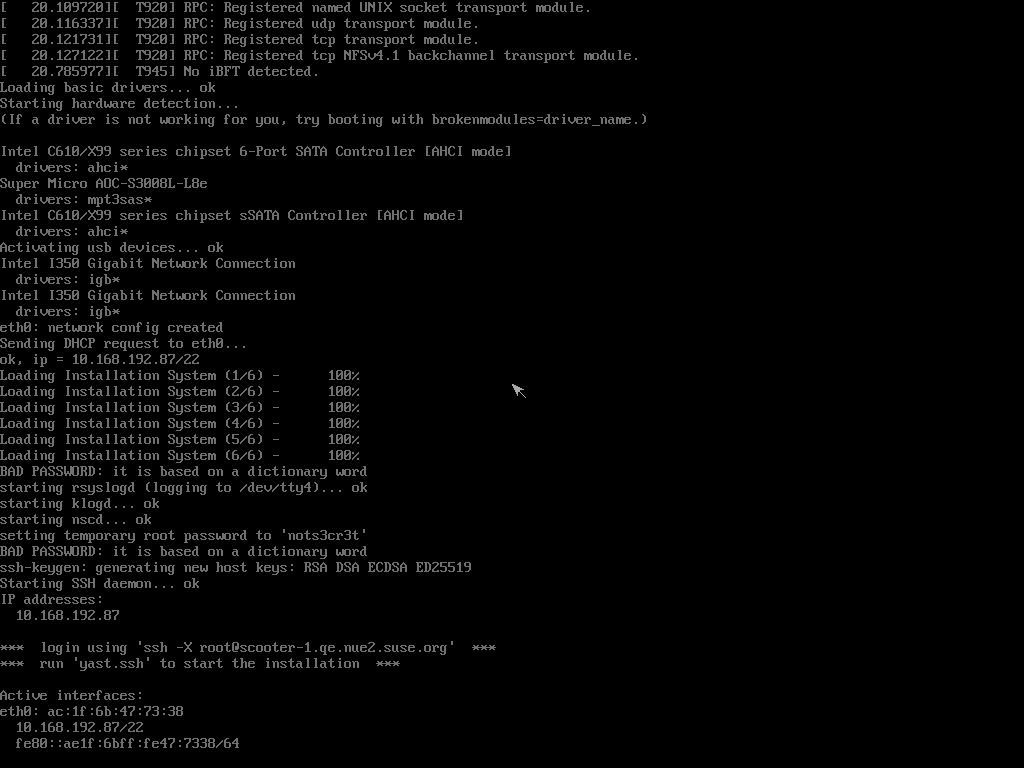 [   20.109720][  T920] RPC: Registered named UNIX socket transport module.
[   20.116337][  T920] RPC: Registered udp transport module.
[   20.121731][  T920] RPC: Registered tcp transport module.
[   20.127122][  T920] RPC: Registered tcp NFSv4.1 backchannel transport module.
[   20.785977][  T945] No iBFT detected.
Loading basic drivers... ok
Starting hardware detection...
(If a driver is not working for you, try booting with brokenmodules=driver_name.)

Intel C610/X99 series chipset 6-Port SATA Controller [AHCI mode]
  drivers: ahci*
Super Micro AOC-S3008L-L8e
  drivers: mpt3sas*
Intel C610/X99 series chipset sSATA Controller [AHCI mode]
  drivers: ahci*
Activating usb devices... ok
Intel I350 Gigabit Network Connection
  drivers: igb*
Intel I350 Gigabit Network Connection
  drivers: igb*
eth0: network config created
Sending DHCP request to eth0...
ok, ip = 10.168.192.87/22
Loading Installation System (1/6) -      100%
Loading Installation System (2/6) -      100%
Loading Installation System (3/6) -      100%
Loading Installation System (4/6) -      100%
Loading Installation System (5/6) -      100%
Loading Installation System (6/6) -      100%
BAD PASSWORD: it is based on a dictionary word
starting rsyslogd (logging to /dev/tty4)... ok
starting klogd... ok
starting nscd... ok
setting temporary root password to 'nots3cr3t'
BAD PASSWORD: it is based on a dictionary word
ssh-keygen: generating new host keys: RSA DSA ECDSA ED25519
Starting SSH daemon... ok
IP addresses:
  10.168.192.87

***  login using 'ssh -X root@scooter-1.qe.nue2.suse.org'  ***
***  run 'yast.ssh' to start the installation  ***

Active interfaces:
eth0: ac:1f:6b:47:73:38
  10.168.192.87/22
  fe80::ae1f:6bff:fe47:7338/64